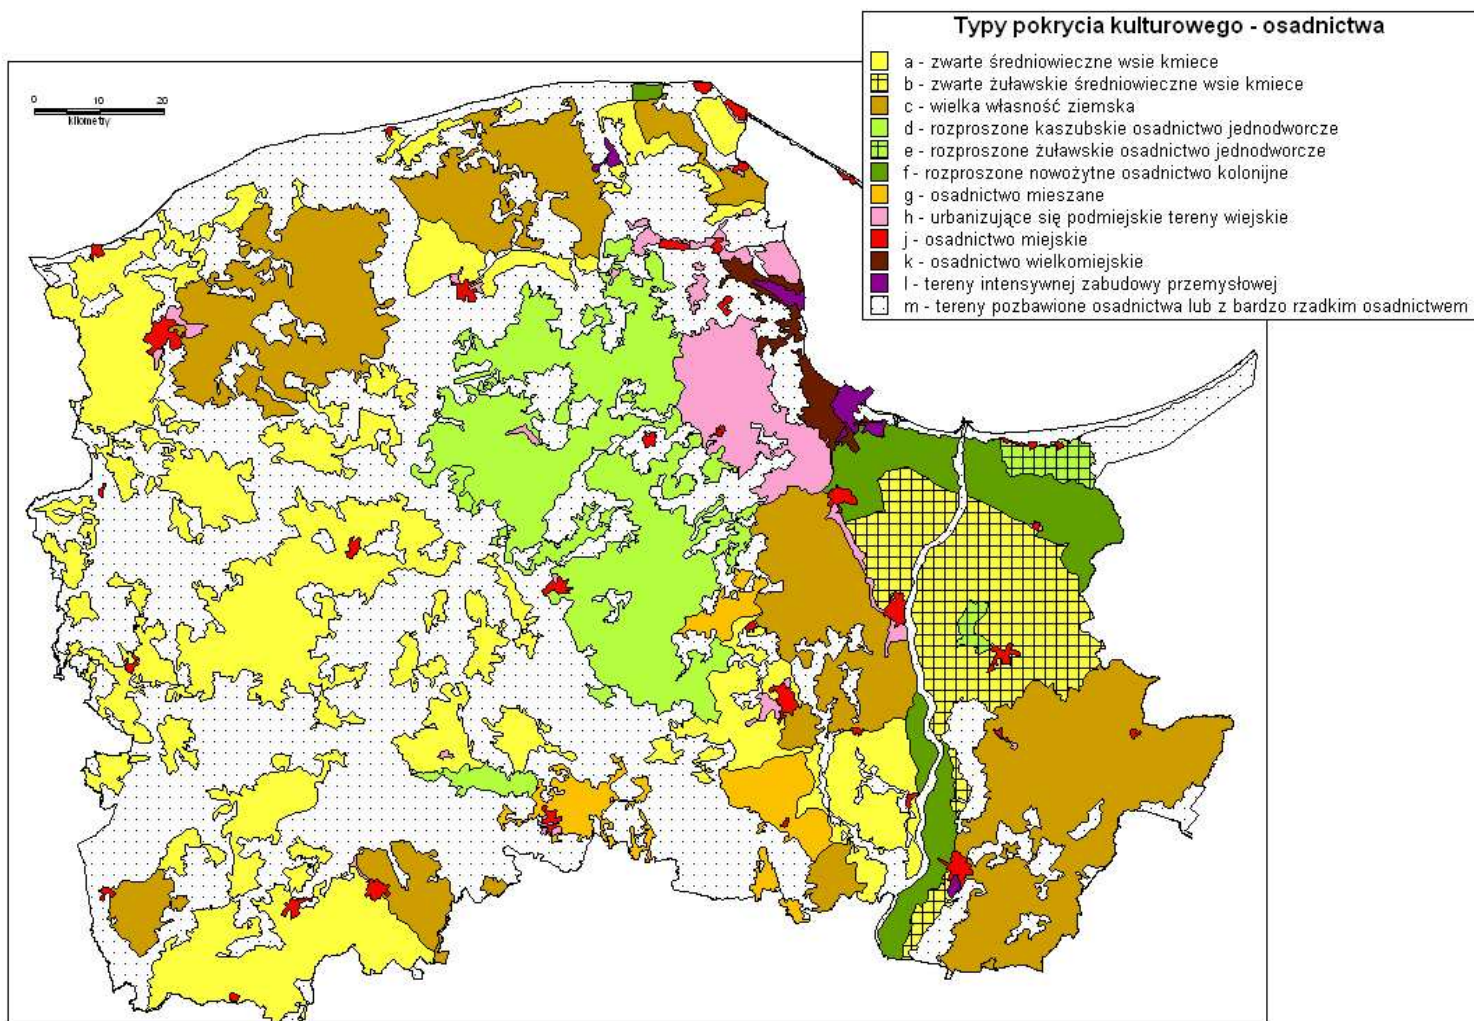 Typy pokrycia kulturowego - osadnictwa
a - zwarte średniowieczne wsie kmiece
b - zwarte żuławskie średniowieczne wsie kmiece
c - wielka własność ziemska
d - rozproszone kaszubskie osadnictwo jednodworcze
e - rozproszone żuławskie osadnictwo jednodworcze
f - rozproszone nowożytne osadnictwo kolonijne
g - osadnictwo mieszane
h - urbanizujące się podmiejskie tereny wiejskie
j - osadnictwo miejskie
k - osadnictwo wielkomiejskie
l - tereny intensywnej zabudowy przemysłowej
m - tereny pozbawione osadnictwa lub z bardzo rzadkim osadnictwem
0 10 20
kilometry